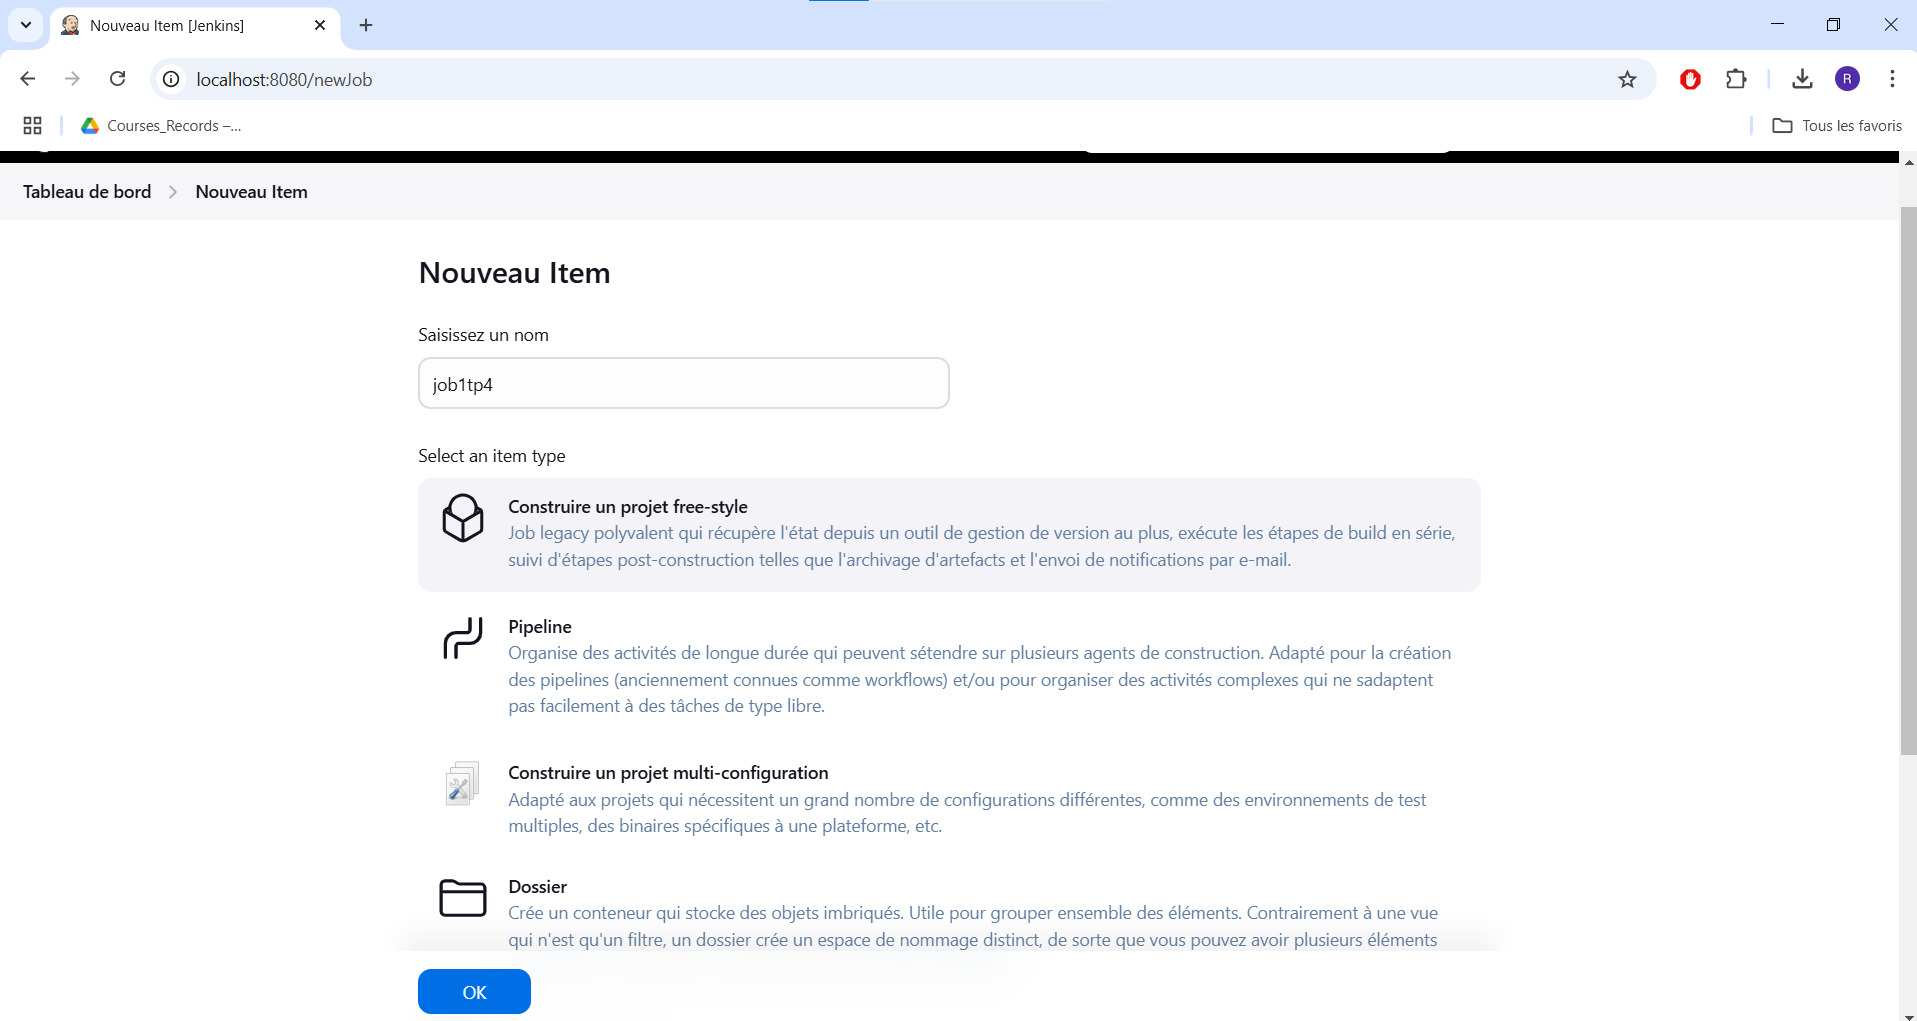 Nouveau Item [Jenkins]
localhost:8080/newJob
R
Courses_Records –...
Tous les favoris
Tableau de bord
Nouveau Item
Nouveau Item
Saisissez un nom
job1tp4
Select an item type
Construire un projet free-style
Job legacy polyvalent qui récupère l'état depuis un outil de gestion de version au plus, exécute les étapes de build en série,
suivi d'étapes post-construction telles que l'archivage d'artefacts et l'envoi de notifications par e-mail.
Pipeline
Organise des activités de longue durée qui peuvent sétendre sur plusieurs agents de construction. Adapté pour la création
des pipelines (anciennement connues comme workflows) et/ou pour organiser des activités complexes qui ne sadaptent
pas facilement à des tâches de type libre.
Construire un projet multi-configuration
Adapté aux projets qui nécessitent un grand nombre de configurations différentes, comme des environnements de test
multiples, des binaires spécifiques à une plateforme, etc.
Dossier
Crée un conteneur qui stocke des objets imbriqués. Utile pour grouper ensemble des éléments. Contrairement à une vue
qui n'est qu'un filtre, un dossier crée un espace de nommage distinct, de sorte que vous pouvez avoir plusieurs éléments
OK